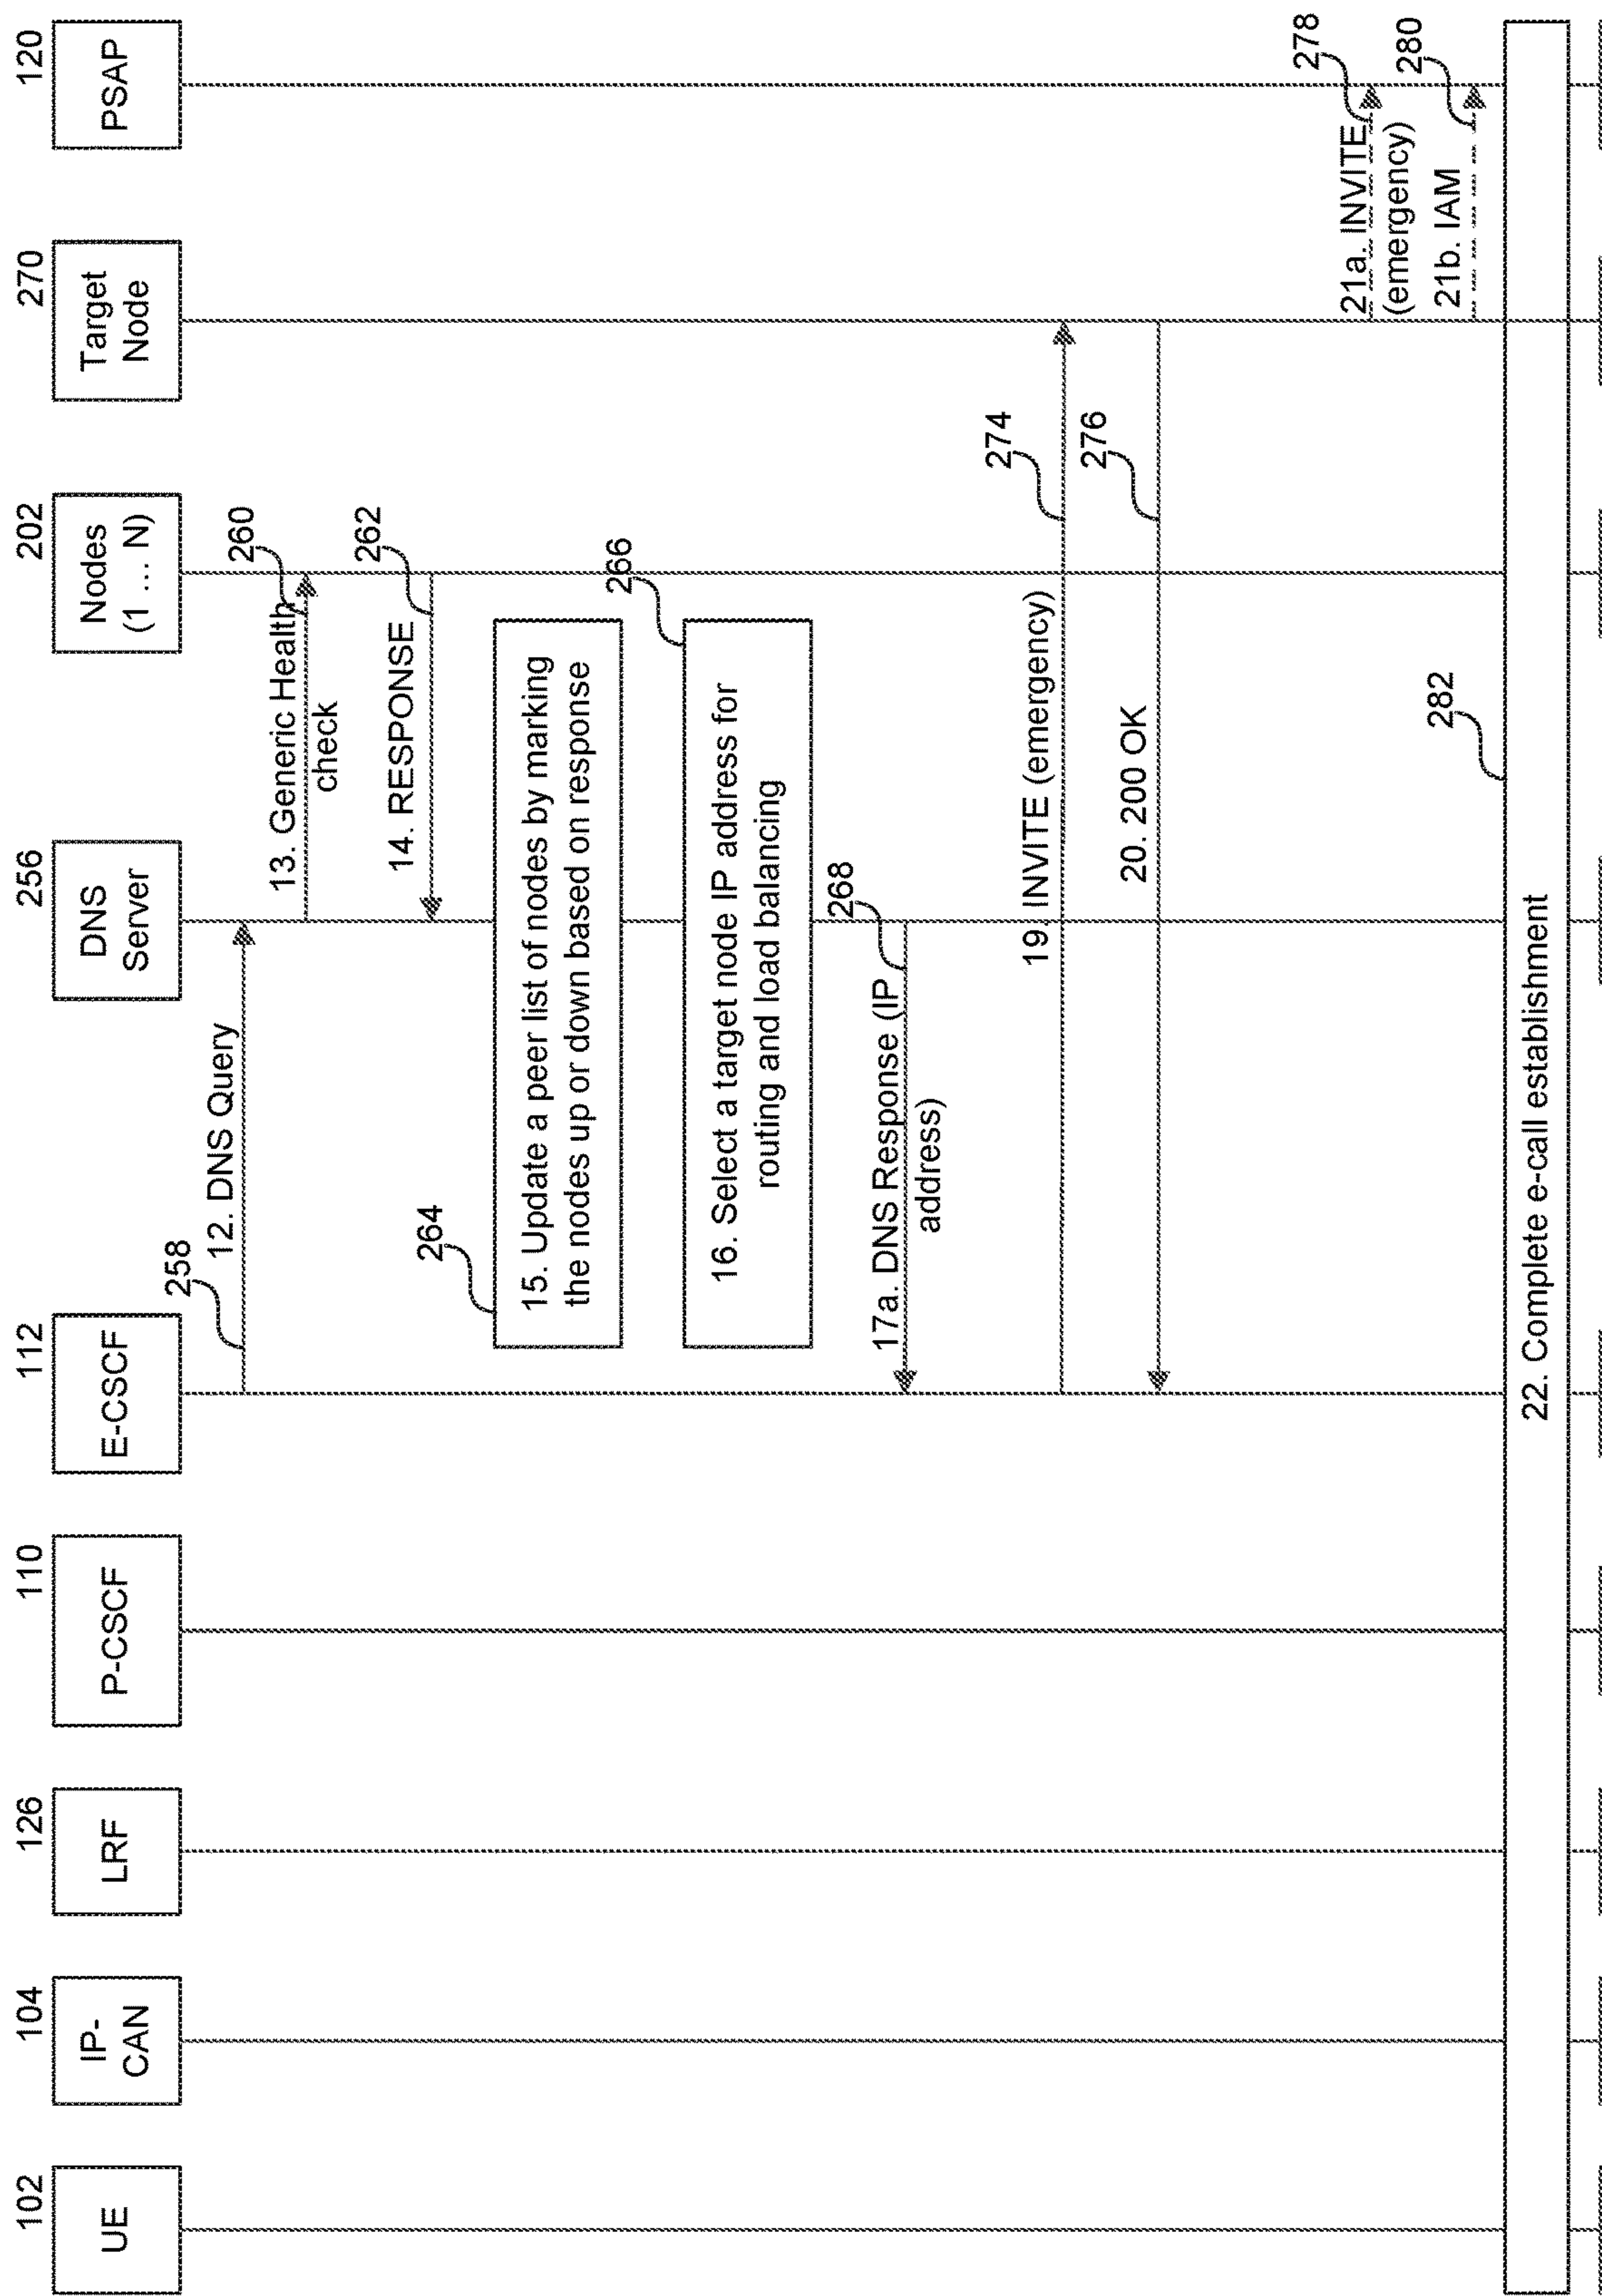 102
UE
104
IP-
CAN
126
LRF
110
P-CSCF
112
E-CSCF
256
DNS
Server
202
Nodes
(1 ... N)
270
Target
Node
120
PSAP
258
12. DNS Query
260
13. Generic Health
check
262
14. RESPONSE
264
15. Update a peer list of nodes by marking
the nodes up or down based on response
266
16. Select a target node IP address for
routing and load balancing
268
17a. DNS Response (IP
address)
274
19. INVITE (emergency)
276
20. 200 OK
278
21a. INVITE
(emergency)
280
21b. IAM
282
22. Complete e-call establishment